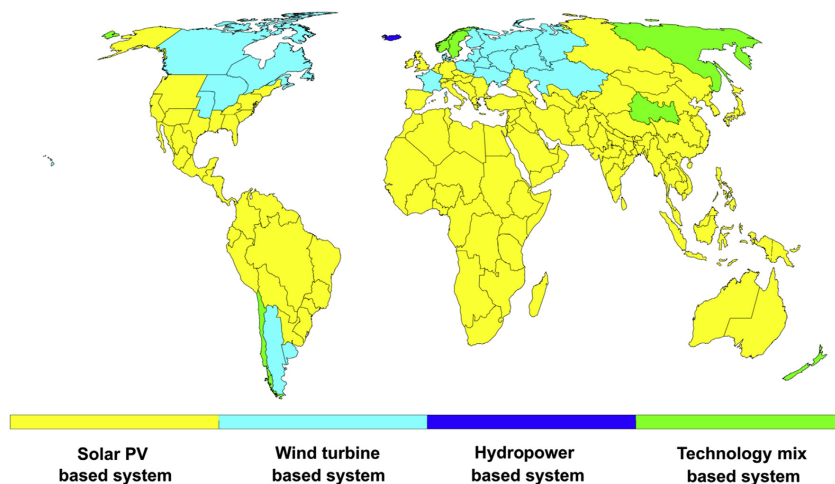 Solar PV
based system
Wind turbine
based system
Hydropower
based system
Technology mix
based system